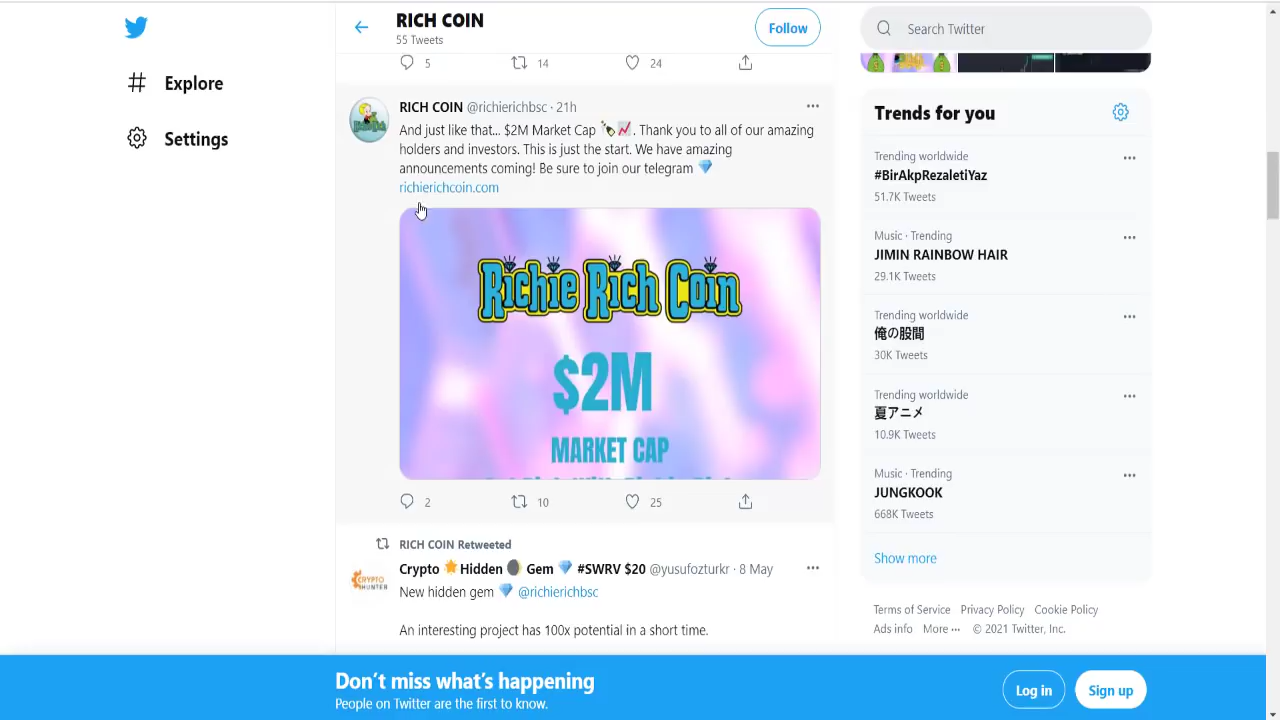 RICH COIN
55 Tweets
Follow
Search Twitter
Explore
Settings
5 14 24
RICH COIN @richierichbsc · 21h
And just like that... $2M Market Cap 🍾📈. Thank you to all of our amazing
holders and investors. This is just the start. We have amazing
announcements coming! Be sure to join our telegram 💎
richierichcoin.com
Richie Rich Coin
$2M
MARKET CAP
2 10 25
RICH COIN Retweeted
Crypto ⭐Hidden 🌒 Gem 💎 #SWRV $20 @yusufozturkr · 8 May
CRYPTO
HUNTER
New hidden gem 💎 @richierichbsc
An interesting project has 100x potential in a short time.
Trends for you
Trending worldwide
#BirAkpRezaletiYaz
51.7K Tweets
Music · Trending
JIMIN RAINBOW HAIR
29.1K Tweets
Trending worldwide
俺の股間
30K Tweets
Trending worldwide
夏アニメ
10.9K Tweets
Music · Trending
JUNGKOOK
668K Tweets
Show more
Terms of Service Privacy Policy Cookie Policy
Ads info More ··· © 2021 Twitter, Inc.
Don't miss what's happening
People on Twitter are the first to know.
Log in
Sign up